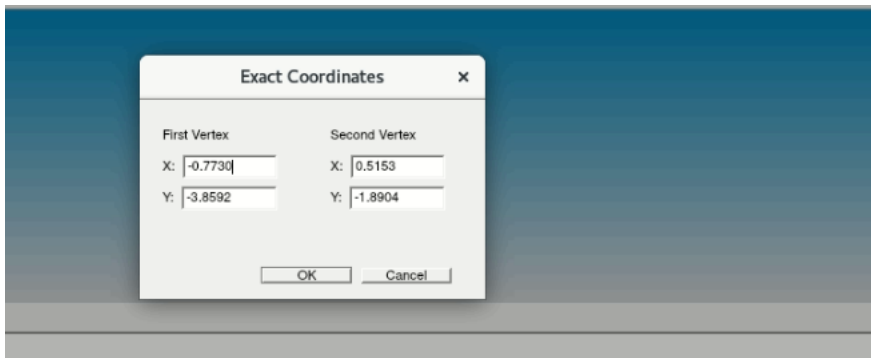 Exact Coordinates ×
First Vertex Second Vertex
X: -0.7730 X: 0.5153
Y: -3.8592 Y: -1.8904
OK Cancel